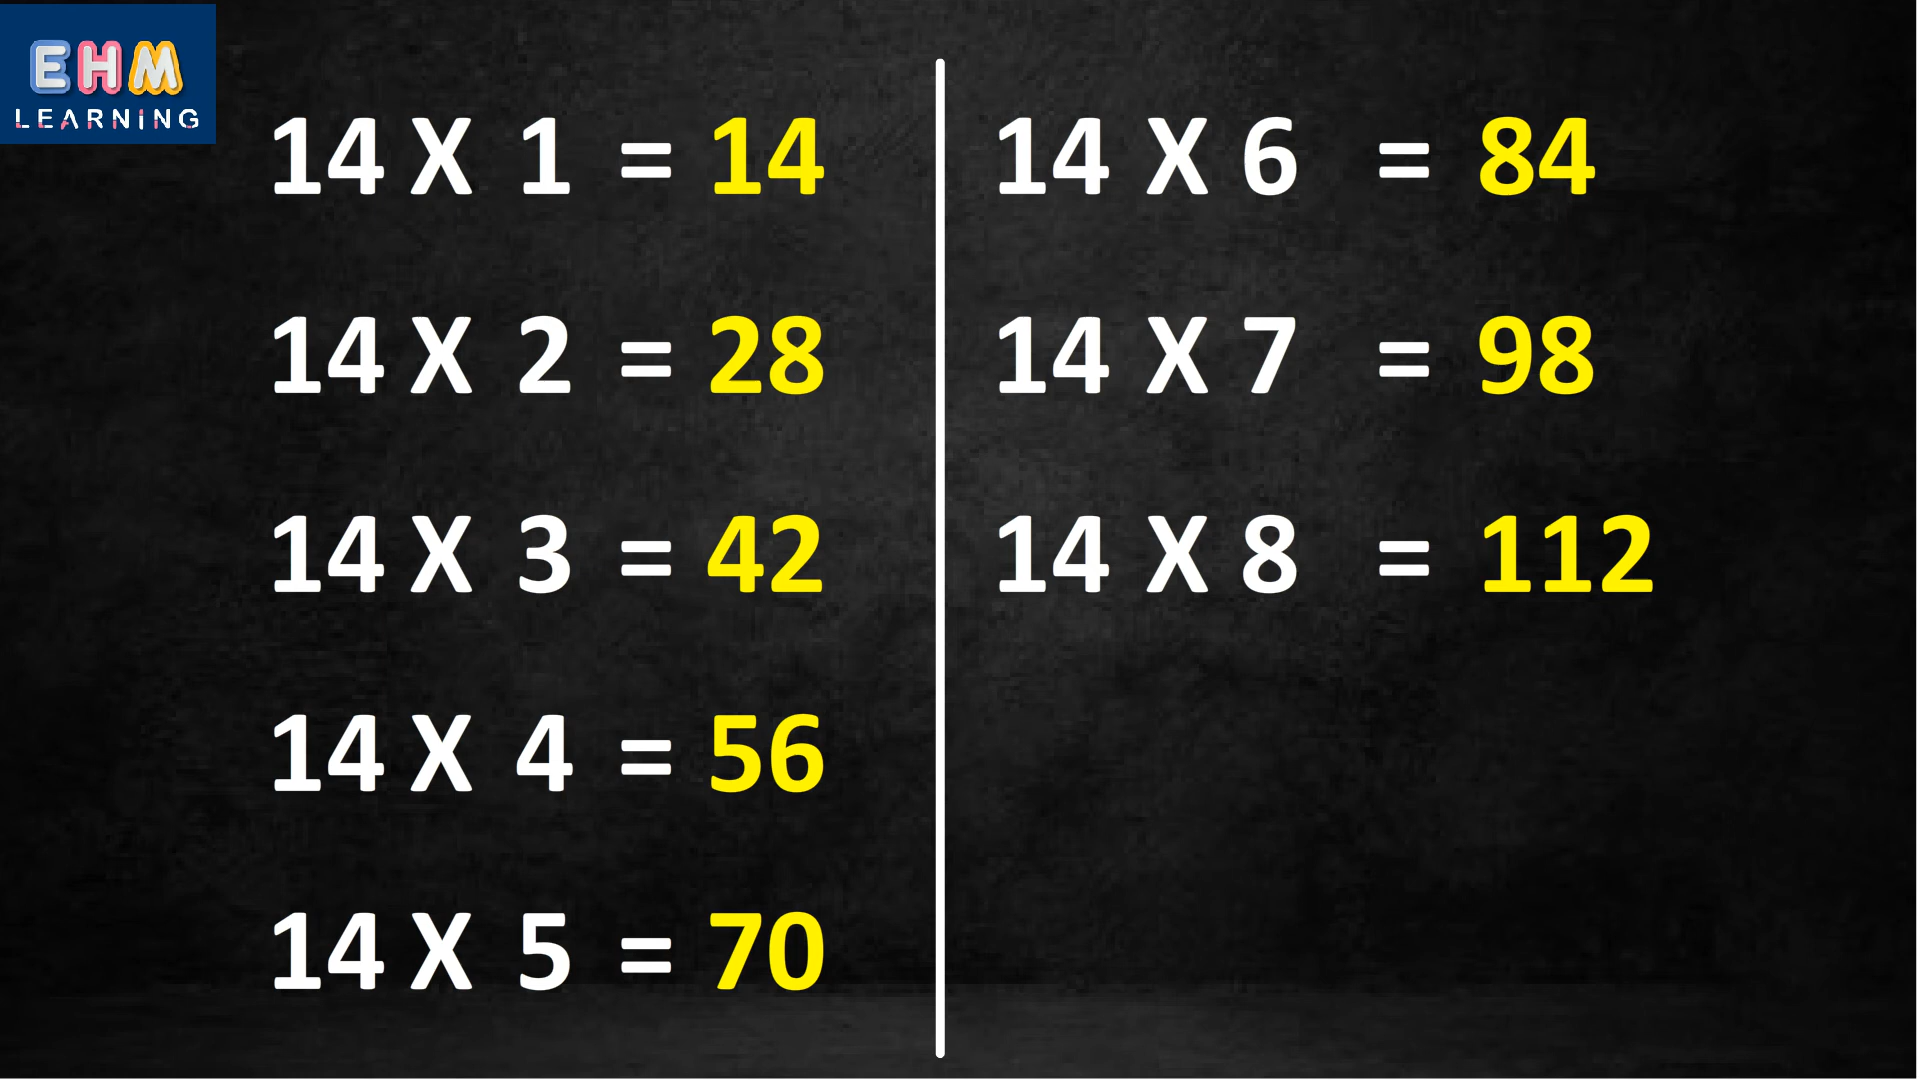 EHM
LEARNING
14 X 1 = 14
14 X 2 = 28
14 X 3 = 42
14 X 4 = 56
14 X 5 = 70
14 X 6 = 84
14 X 7 = 98
14 X 8 = 112